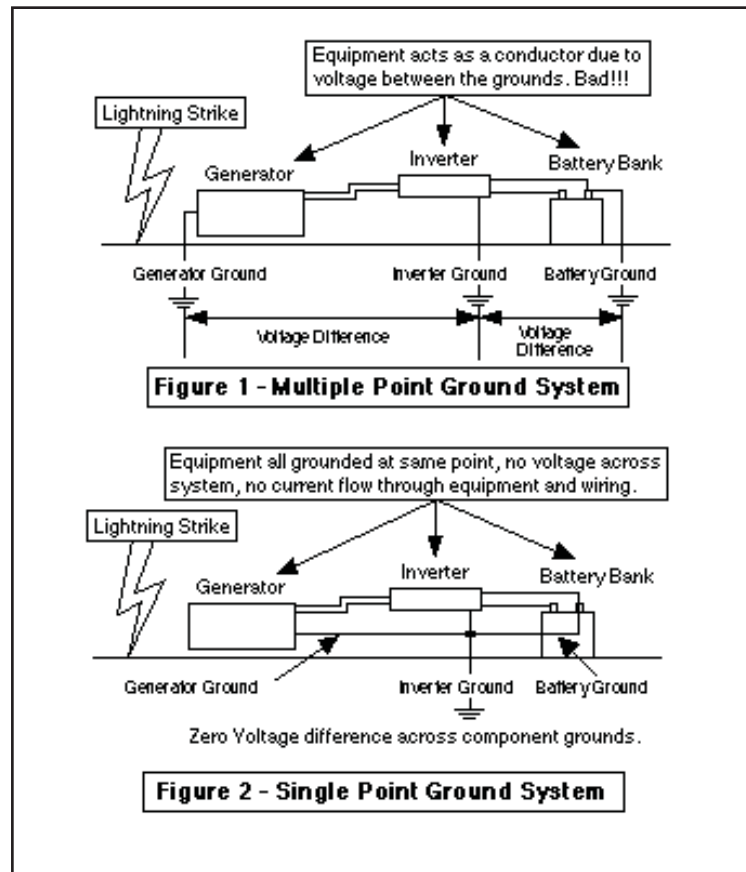 Equipment acts as a conductor due to
voltage between the grounds. Bad!!!
Lightning Strike
Generator
Inverter
Battery Bank
Generator Ground
Inverter Ground
Battery Ground
Voltage Difference
Voltage
Difference
Figure 1 - Multiple Point Ground System
Equipment all grounded at same point, no voltage across
system, no current flow through equipment and wiring.
Lightning Strike
Generator
Inverter
Battery Bank
Generator Ground
Inverter Ground
Battery Ground
Zero Voltage difference across component grounds.
Figure 2 - Single Point Ground System